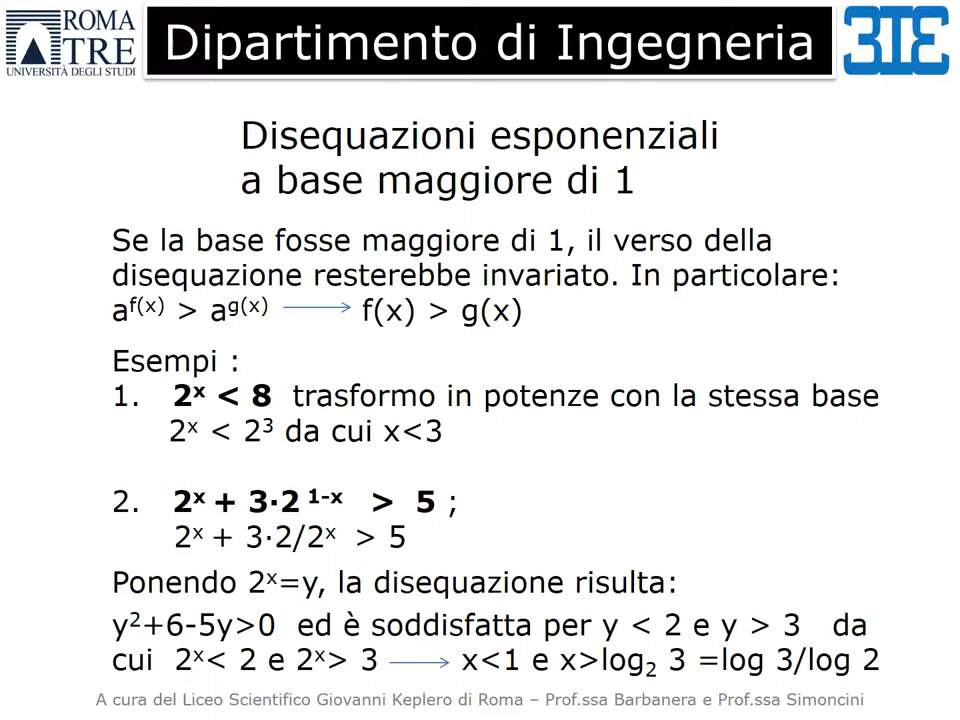 ROMA
TRE
UNIVERSITÀ DEGLI STUDI
Dipartimento di Ingegneria
Disequazioni esponenziali
a base maggiore di 1
Se la base fosse maggiore di 1, il verso della
disequazione resterebbe invariato. In particolare:
a^f(x) > a^g(x) ⟶ f(x) > g(x)
Esempi :
1. 2ˣ < 8 trasformo in potenze con la stessa base
2ˣ < 2³ da cui x<3
2. 2ˣ + 3·2 ¹⁻ˣ > 5 ;
2ˣ + 3·2/2ˣ > 5
Ponendo 2ˣ=y, la disequazione risulta:
y²+6-5y>0 ed è soddisfatta per y < 2 e y > 3 da
cui 2ˣ< 2 e 2ˣ> 3 ⟶ x<1 e x>log₂ 3 =log 3/log 2
A cura del Liceo Scientifico Giovanni Keplero di Roma – Prof.ssa Barbanera e Prof.ssa Simoncini